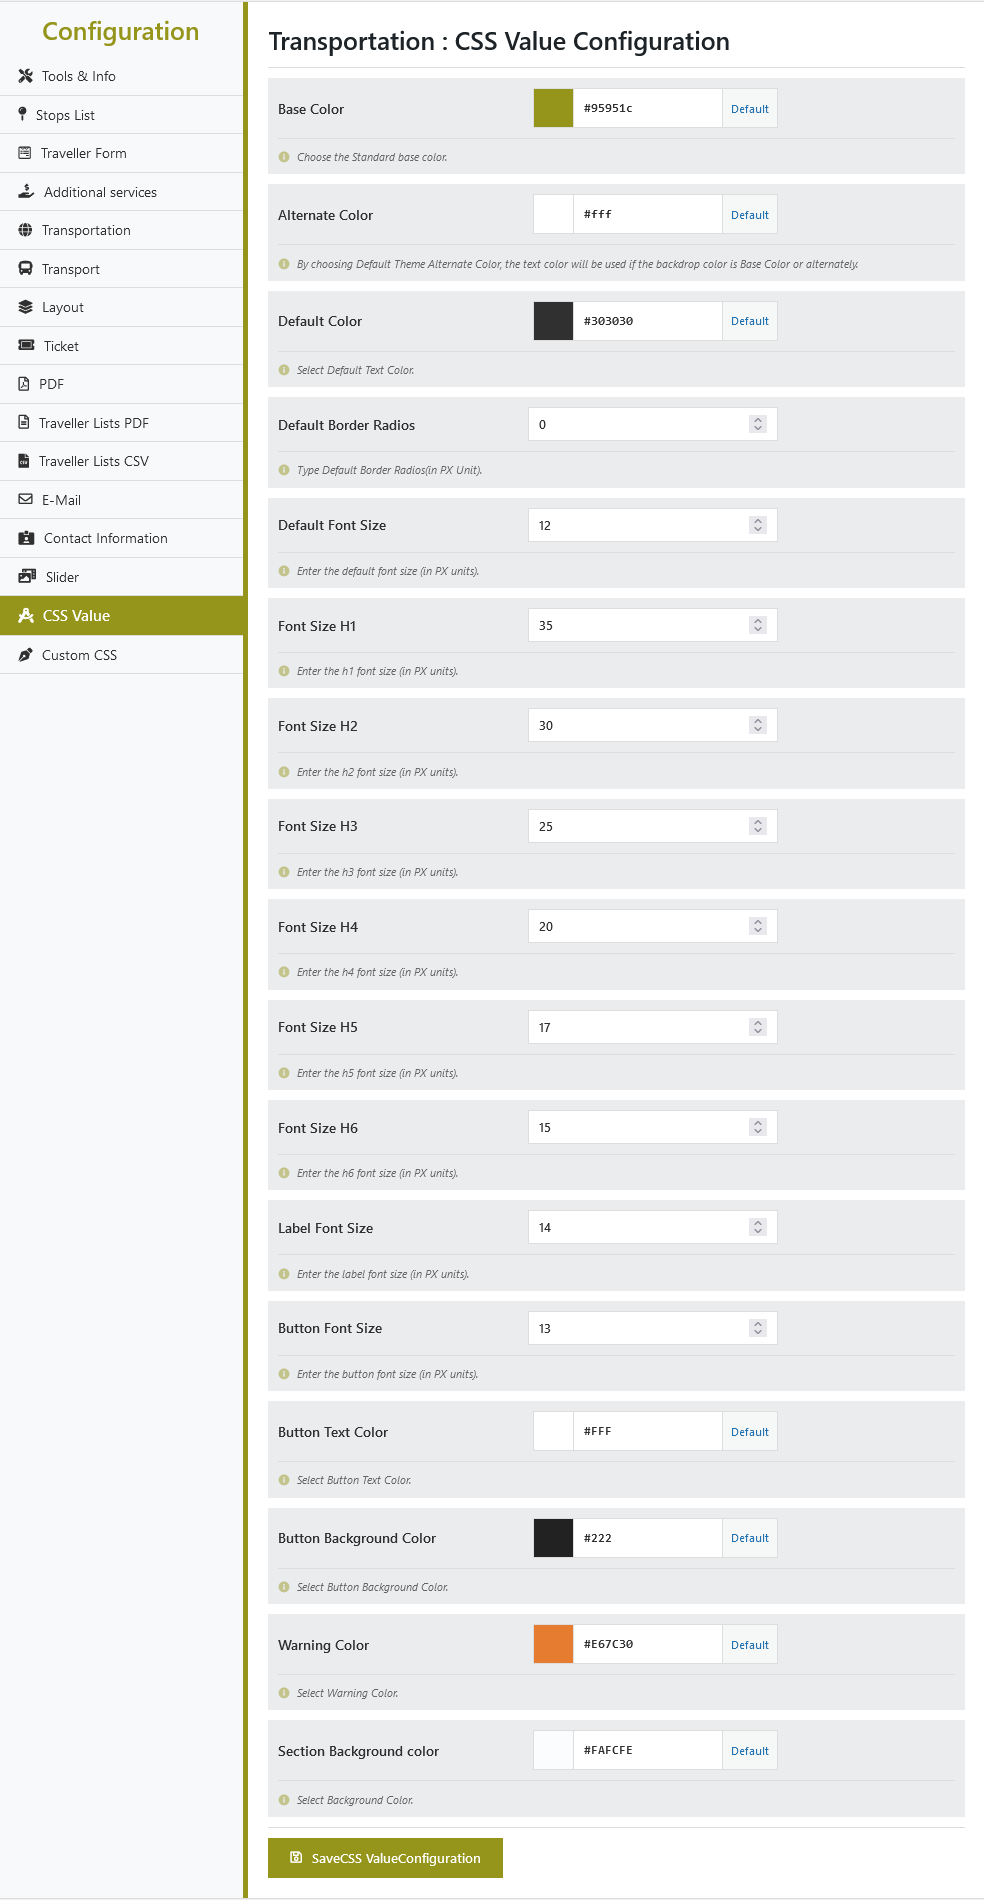 Configuration
Tools & Info
Stops List
Traveller Form
Additional services
Transportation
Transport
Layout
Ticket
PDF
Traveller Lists PDF
Traveller Lists CSV
E-Mail
Contact Information
Slider
CSS Value
Custom CSS
Transportation : CSS Value Configuration
Base Color #95951c Default
Choose the Standard base color.
Alternate Color #fff Default
By choosing Default Theme Alternate Color, the text color will be used if the backdrop color is Base Color or alternately.
Default Color #303030 Default
Select Default Text Color.
Default Border Radios 0
Type Default Border Radios(in PX Unit).
Default Font Size 12
Enter the default font size (in PX units).
Font Size H1 35
Enter the h1 font size (in PX units).
Font Size H2 30
Enter the h2 font size (in PX units).
Font Size H3 25
Enter the h3 font size (in PX units).
Font Size H4 20
Enter the h4 font size (in PX units).
Font Size H5 17
Enter the h5 font size (in PX units).
Font Size H6 15
Enter the h6 font size (in PX units).
Label Font Size 14
Enter the label font size (in PX units).
Button Font Size 13
Enter the button font size (in PX units).
Button Text Color #FFF Default
Select Button Text Color.
Button Background Color #222 Default
Select Button Background Color.
Warning Color #E67C30 Default
Select Warning Color.
Section Background color #FAFCFE Default
Select Background Color.
SaveCSS ValueConfiguration